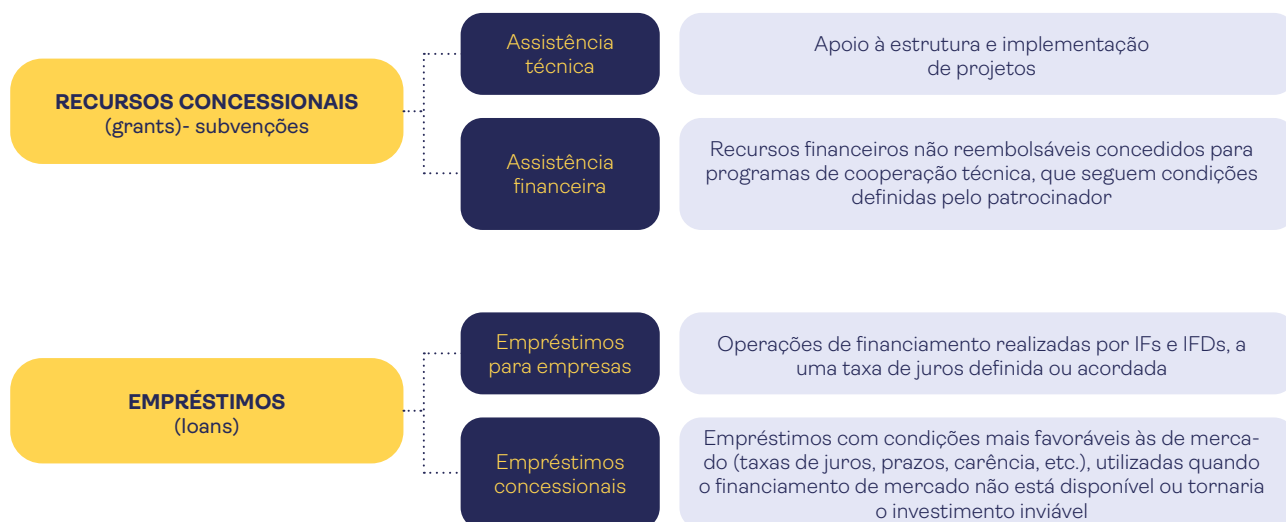 RECURSOS CONCESSIONAIS
(grants)- subvenções
Assistência
técnica
Apoio à estrutura e implementação
de projetos
Assistência
financeira
Recursos financeiros não reembolsáveis concedidos para
programas de cooperação técnica, que seguem condições
definidas pelo patrocinador
EMPRÉSTIMOS
(loans)
Empréstimos
para empresas
Operações de financiamento realizadas por IFs e IFDs, a
uma taxa de juros definida ou acordada
Empréstimos
concessionais
Empréstimos com condições mais favoráveis às de merca-
do (taxas de juros, prazos, carência, etc.), utilizadas quando
o financiamento de mercado não está disponível ou tornaria
o investimento inviável